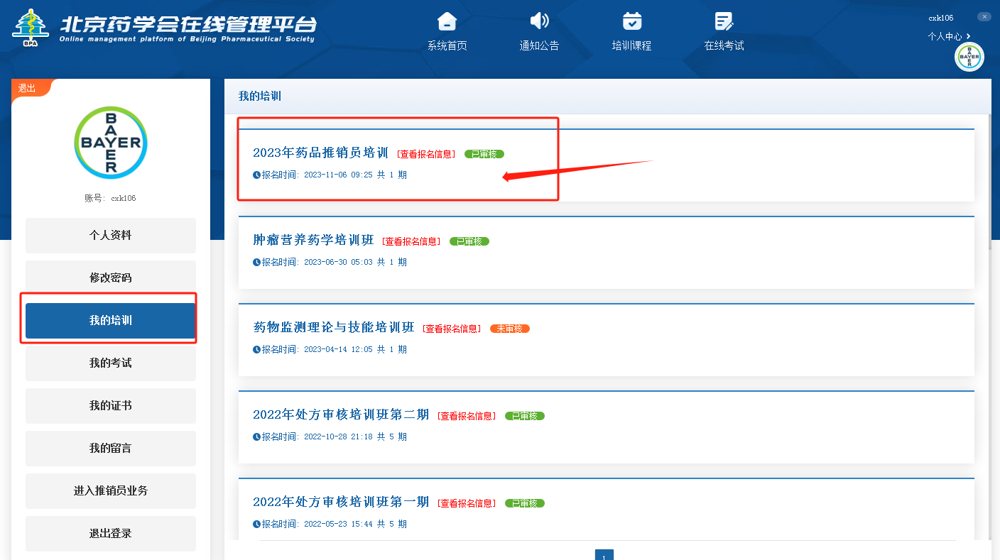 BPA
北京药学会在线管理平台
Online management platform of Beijing Pharmaceutical Society
系统首页
通知公告
培训课程
在线考试
cxk106
个人中心
BAYER
BAYER
退出
BAYER
BAYER
账号: cxk106
个人资料
修改密码
我的培训
我的考试
我的证书
我的留言
进入推销员业务
退出登录
我的培训
2023年药品推销员培训 [查看报名信息] 已审核
报名时间: 2023-11-06 09:25 共 1 期
肿瘤营养药学培训班 [查看报名信息] 已审核
报名时间: 2023-06-30 05:03 共 1 期
药物监测理论与技能培训班 [查看报名信息] 未审核
报名时间: 2023-04-14 12:05 共 1 期
2022年处方审核培训班第二期 [查看报名信息] 已审核
报名时间: 2022-10-28 21:18 共 5 期
2022年处方审核培训班第一期 [查看报名信息] 已审核
报名时间: 2022-05-23 15:44 共 5 期
1